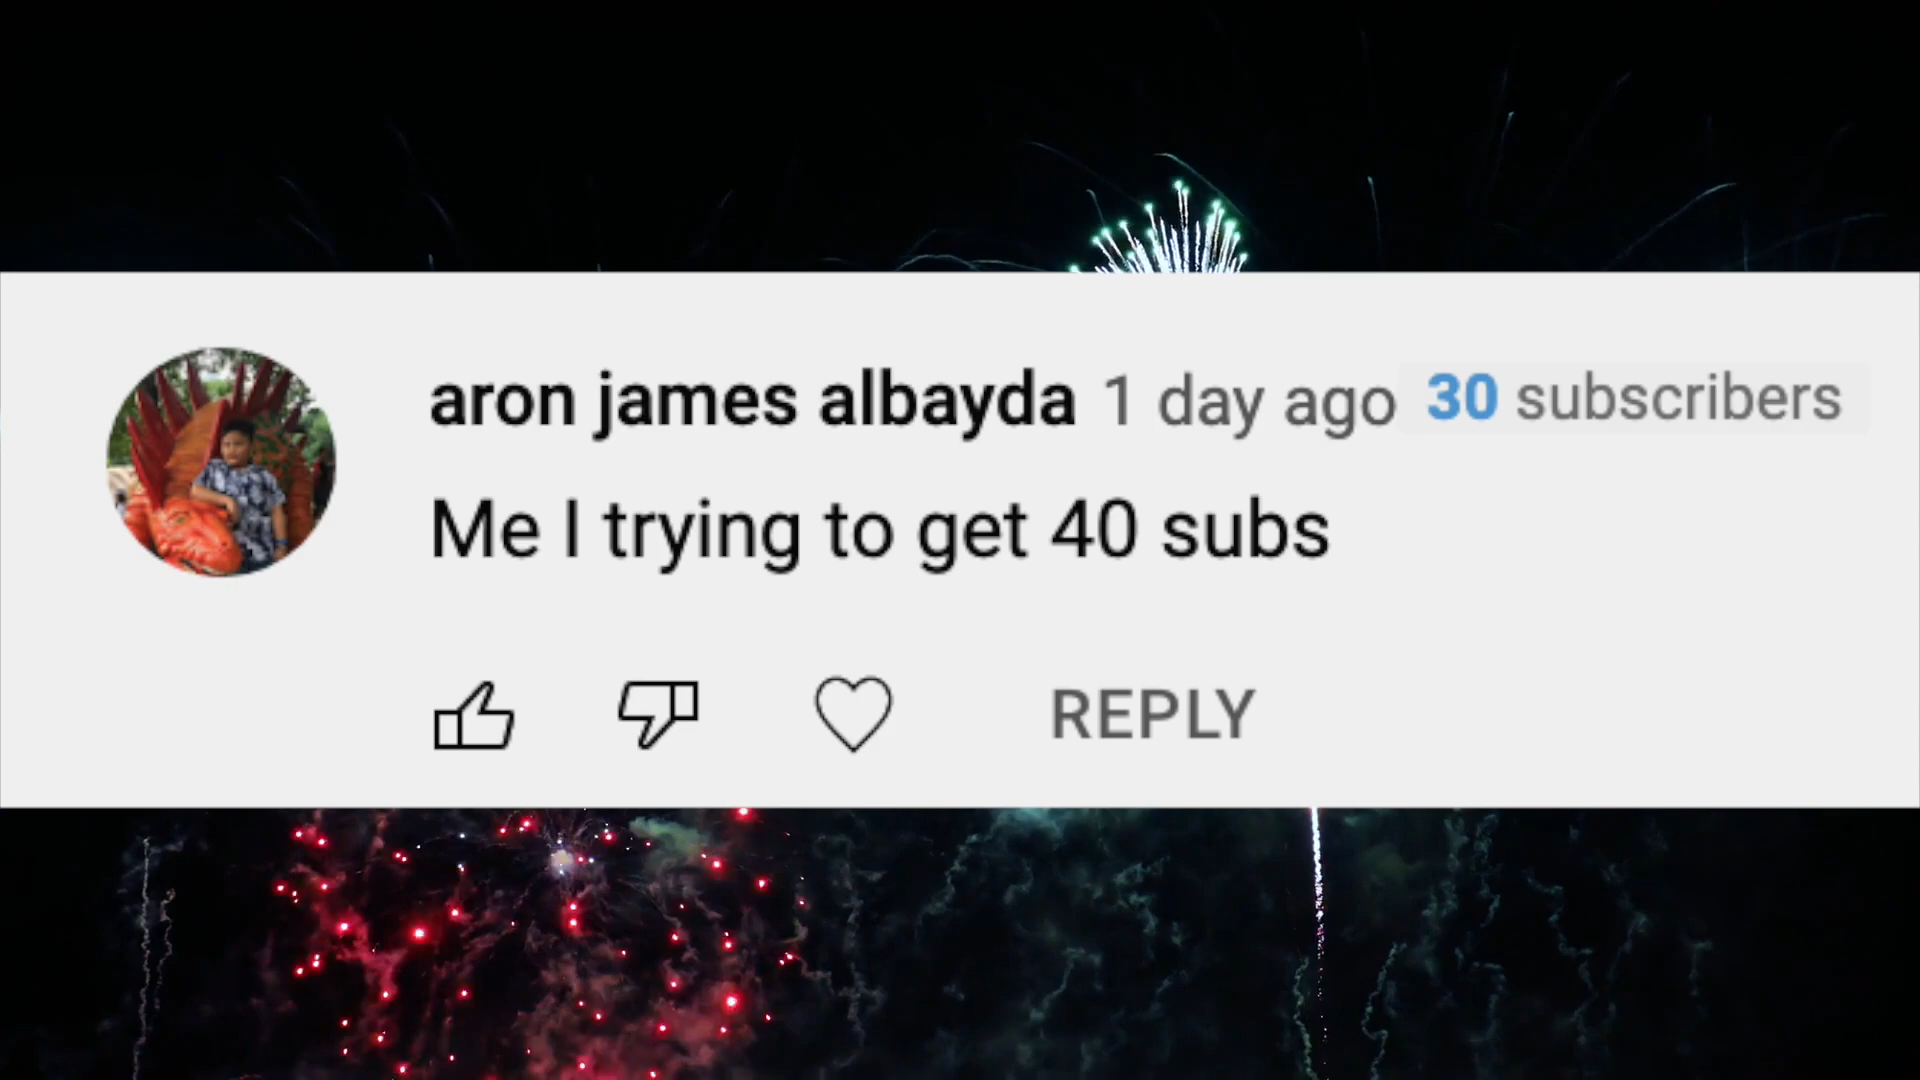 aron james albayda 1 day ago 30 subscribers
Me I trying to get 40 subs
REPLY